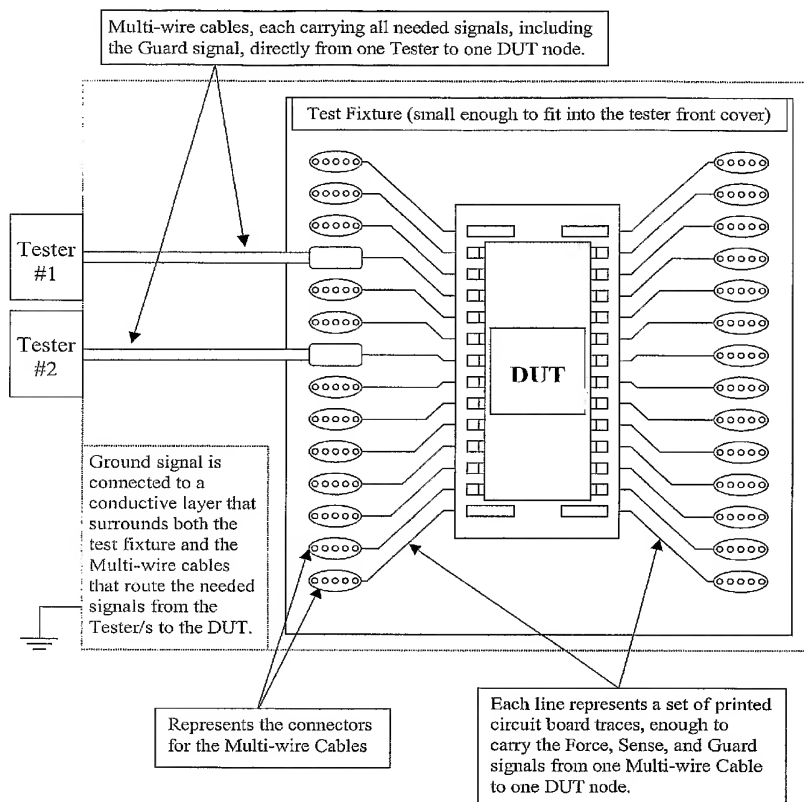 Multi-wire cables, each carrying all needed signals, including
the Guard signal, directly from one Tester to one DUT node.
Test Fixture (small enough to fit into the tester front cover)
Tester
#1
Tester
#2
DUT
Ground signal is
connected to a
conductive layer that
surrounds both the
test fixture and the
Multi-wire cables
that route the needed
signals from the
Tester/s to the DUT.
Represents the connectors
for the Multi-wire Cables
Each line represents a set of printed
circuit board traces, enough to
carry the Force, Sense, and Guard
signals from one Multi-wire Cable
to one DUT node.